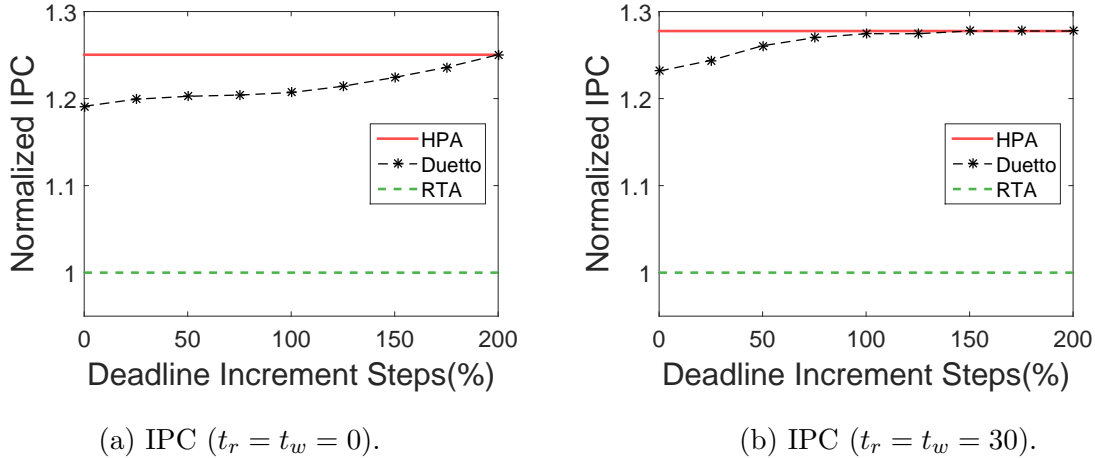 1.3
1.2
1.1
1
Normalized IPC
HPA
Duetto
RTA
0 50 100 150 200
Deadline Increment Steps(%)
(a) IPC (t_r = t_w = 0).
1.3
1.2
1.1
1
Normalized IPC
HPA
Duetto
RTA
0 50 100 150 200
Deadline Increment Steps(%)
(b) IPC (t_r = t_w = 30).